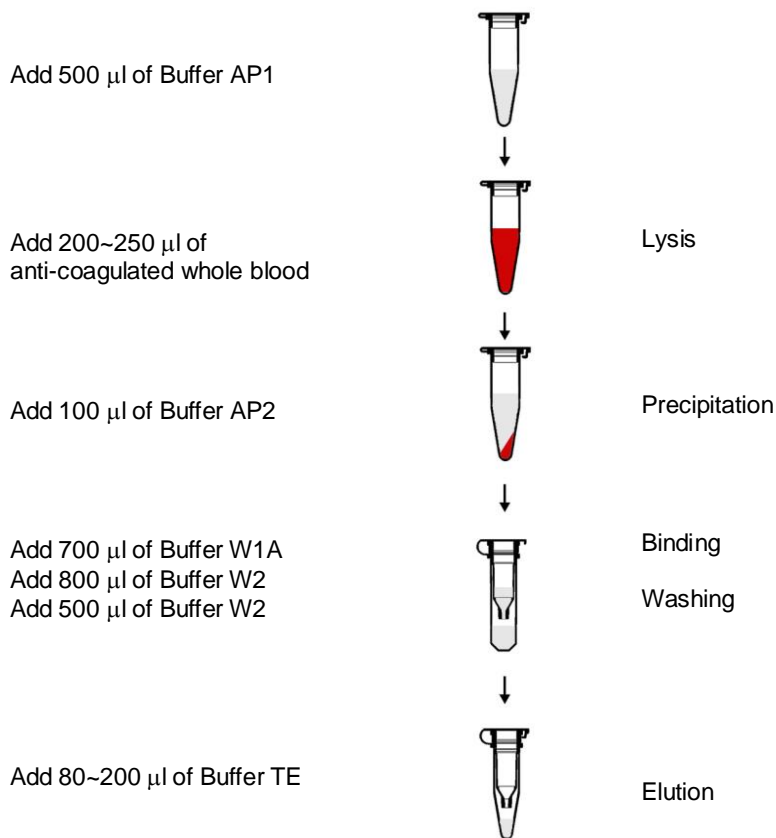 Add 500 µl of Buffer AP1
Add 200~250 µl of
anti-coagulated whole blood
Lysis
Add 100 µl of Buffer AP2
Precipitation
Add 700 µl of Buffer W1A
Binding
Add 800 µl of Buffer W2
Add 500 µl of Buffer W2
Washing
Add 80~200 µl of Buffer TE
Elution